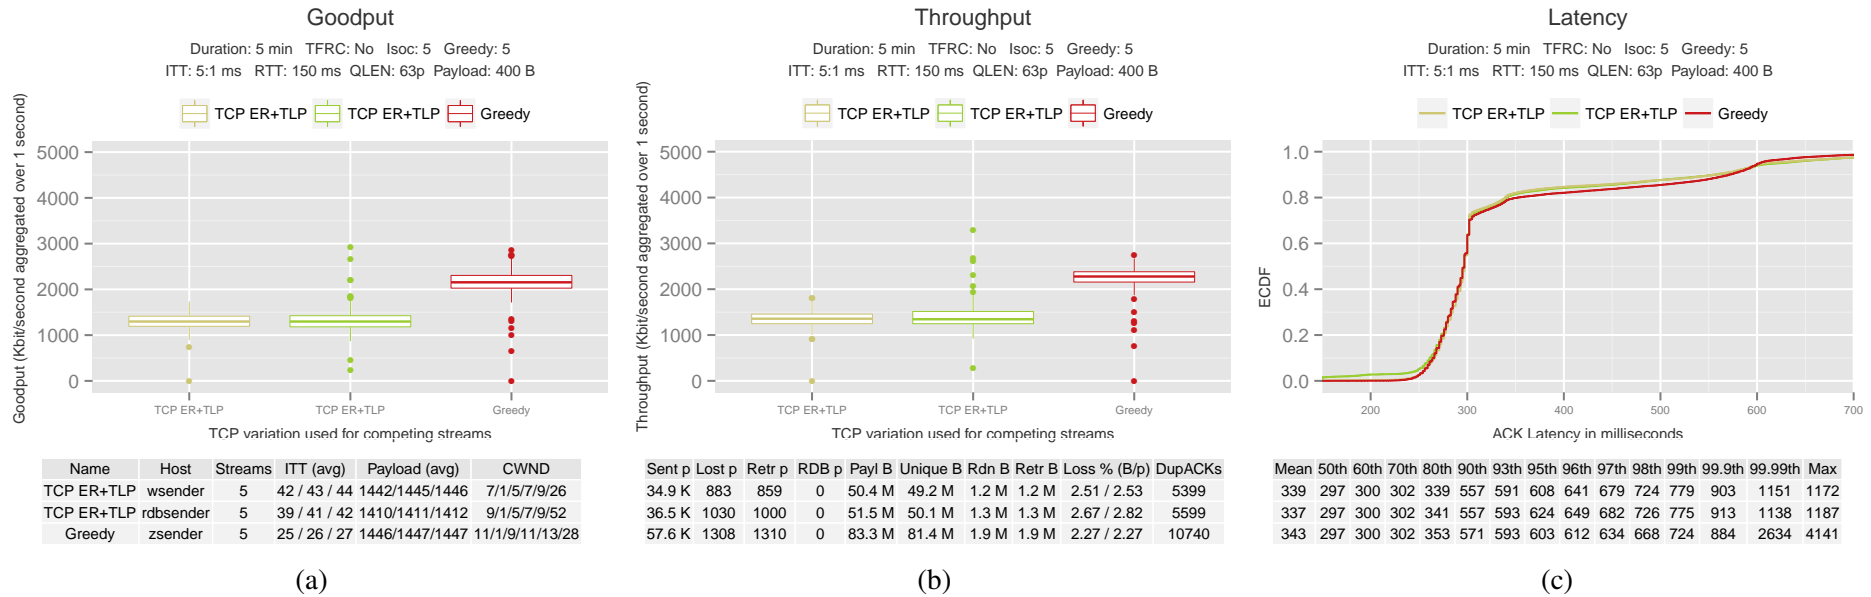 Goodput
Duration: 5 min TFRC: No Isoc: 5 Greedy: 5
ITT: 5:1 ms RTT: 150 ms QLEN: 63p Payload: 400 B
TCP ER+TLP TCP ER+TLP Greedy
Goodput (Kbit/second aggregated over 1 second)
5000
4000
3000
2000
1000
0
TCP ER+TLP TCP ER+TLP Greedy
TCP variation used for competing streams
Name Host Streams ITT (avg) Payload (avg) CWND
TCP ER+TLP wsender 5 42 / 43 / 44 1442/1445/1446 7/1/5/7/9/26
TCP ER+TLP rdbsender 5 39 / 41 / 42 1410/1411/1412 9/1/5/7/9/52
Greedy zsender 5 25 / 26 / 27 1446/1447/1447 11/1/9/11/13/28
(a)
Throughput
Duration: 5 min TFRC: No Isoc: 5 Greedy: 5
ITT: 5:1 ms RTT: 150 ms QLEN: 63p Payload: 400 B
TCP ER+TLP TCP ER+TLP Greedy
Throughput (Kbit/second aggregated over 1 second)
5000
4000
3000
2000
1000
0
TCP ER+TLP TCP ER+TLP Greedy
TCP variation used for competing streams
Sent p Lost p Retr p RDB p Payl B Unique B Rdn B Retr B Loss % (B/p) DupACKs
34.9 K 883 859 0 50.4 M 49.2 M 1.2 M 1.2 M 2.51 / 2.53 5399
36.5 K 1030 1000 0 51.5 M 50.1 M 1.3 M 1.3 M 2.67 / 2.82 5599
57.6 K 1308 1310 0 83.3 M 81.4 M 1.9 M 1.9 M 2.27 / 2.27 10740
(b)
Latency
Duration: 5 min TFRC: No Isoc: 5 Greedy: 5
ITT: 5:1 ms RTT: 150 ms QLEN: 63p Payload: 400 B
TCP ER+TLP TCP ER+TLP Greedy
ECDF
1.0
0.8
0.6
0.4
0.2
0.0
200 300 400 500 600 700
ACK Latency in milliseconds
Mean 50th 60th 70th 80th 90th 93th 95th 96th 97th 98th 99th 99.9th 99.99th Max
339 297 300 302 339 557 591 608 641 679 724 779 903 1151 1172
337 297 300 302 341 557 593 624 649 682 726 775 913 1138 1187
343 297 300 302 353 571 593 603 612 634 668 724 884 2634 4141
(c)